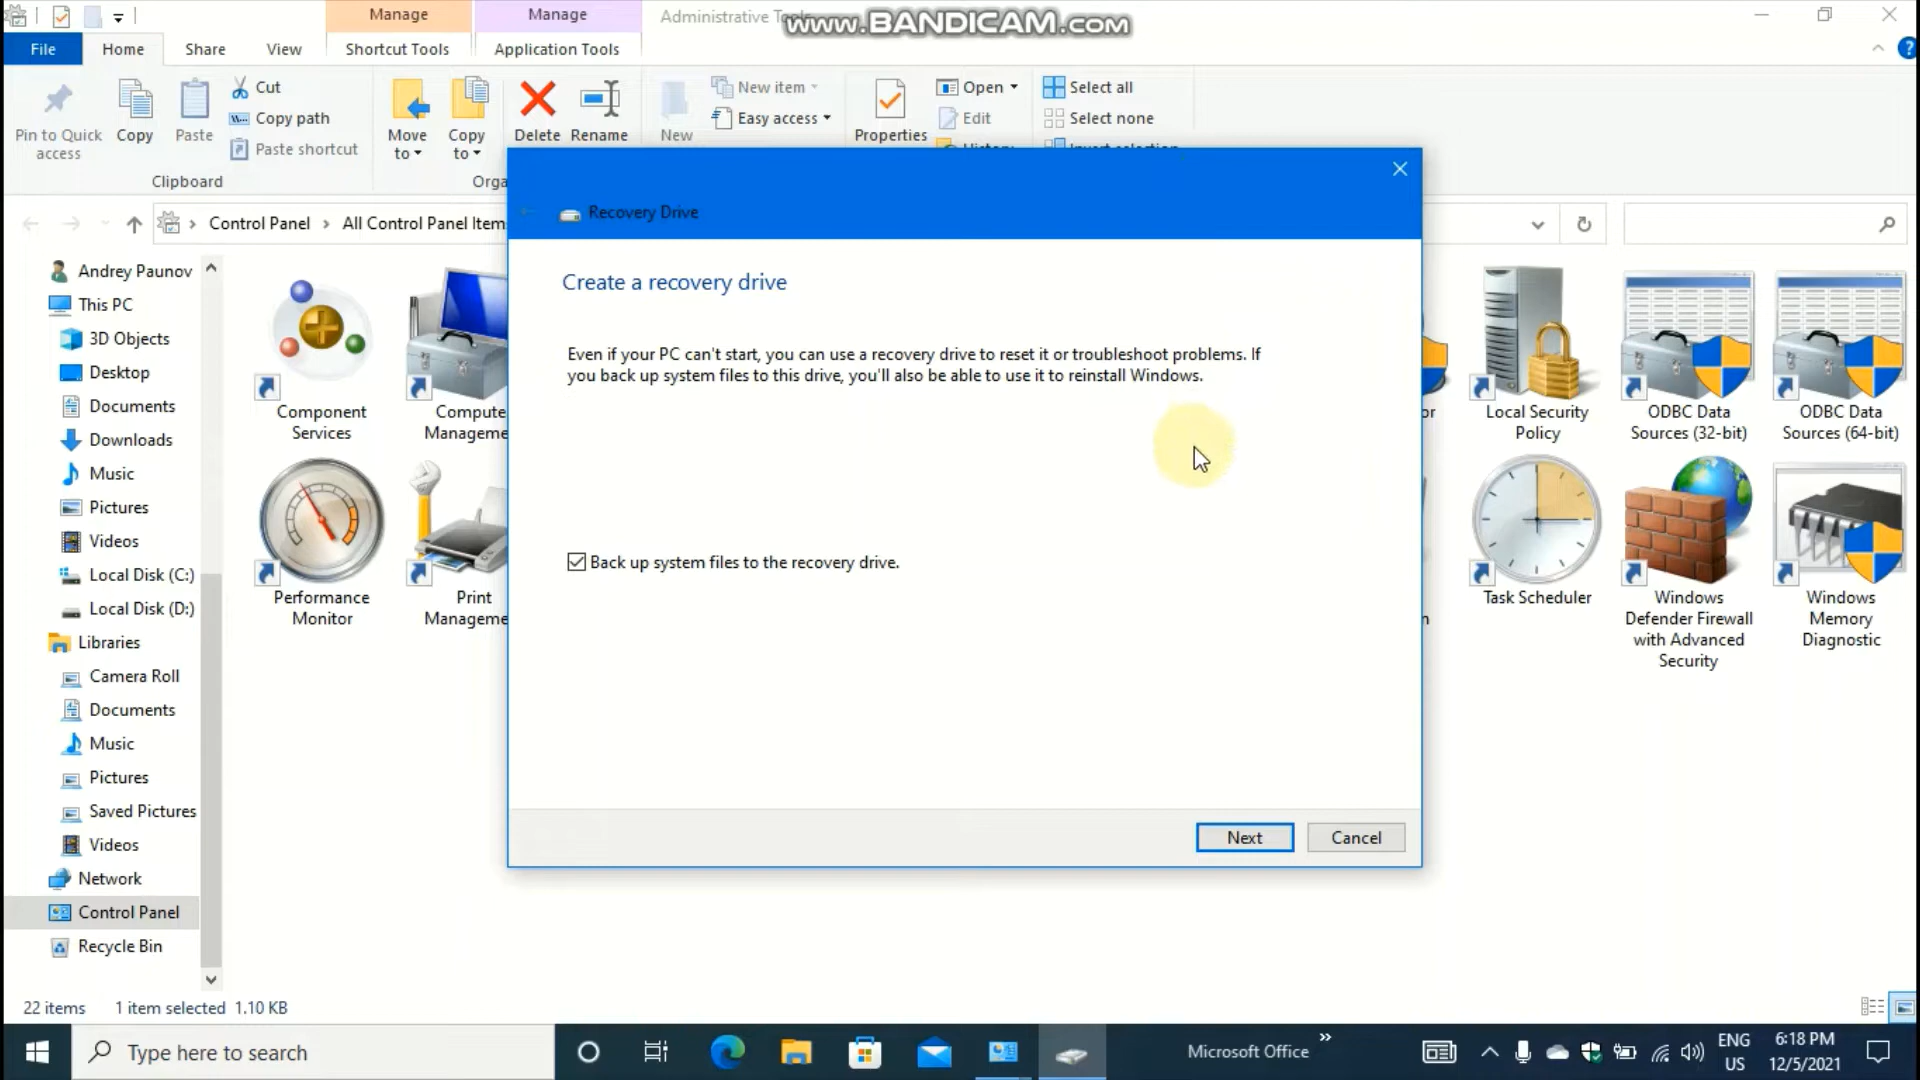 Manage
Manage
Administrative
www.BANDICAM.com
File
Home
Share
View
Shortcut Tools
Application Tools
Pin to Quick
access
Copy
Paste
Cut
Copy path
Paste shortcut
Clipboard
Move
to
Copy
to
Delete
Rename
New
New item
Easy access
Properties
Open
Edit
History
Select all
Select none
Invert selection
Control Panel
All Control Panel Item
Recovery Drive
Create a recovery drive
Even if your PC can't start, you can use a recovery drive to reset it or troubleshoot problems. If
you back up system files to this drive, you'll also be able to use it to reinstall Windows.
Back up system files to the recovery drive.
Next
Cancel
Andrey Paunov
This PC
3D Objects
Desktop
Documents
Downloads
Music
Pictures
Videos
Local Disk (C:)
Local Disk (D:)
Libraries
Camera Roll
Documents
Music
Pictures
Saved Pictures
Videos
Network
Control Panel
Recycle Bin
Component
Services
Compute
Manageme
or
Local Security
Policy
ODBC Data
Sources (32-bit)
ODBC Data
Sources (64-bit)
Performance
Monitor
Print
Manageme
n
Task Scheduler
Windows
Defender Firewall
with Advanced
Security
Windows
Memory
Diagnostic
22 items
1 item selected 1.10 KB
Type here to search
Microsoft Office
ENG
US
6:18 PM
12/5/2021